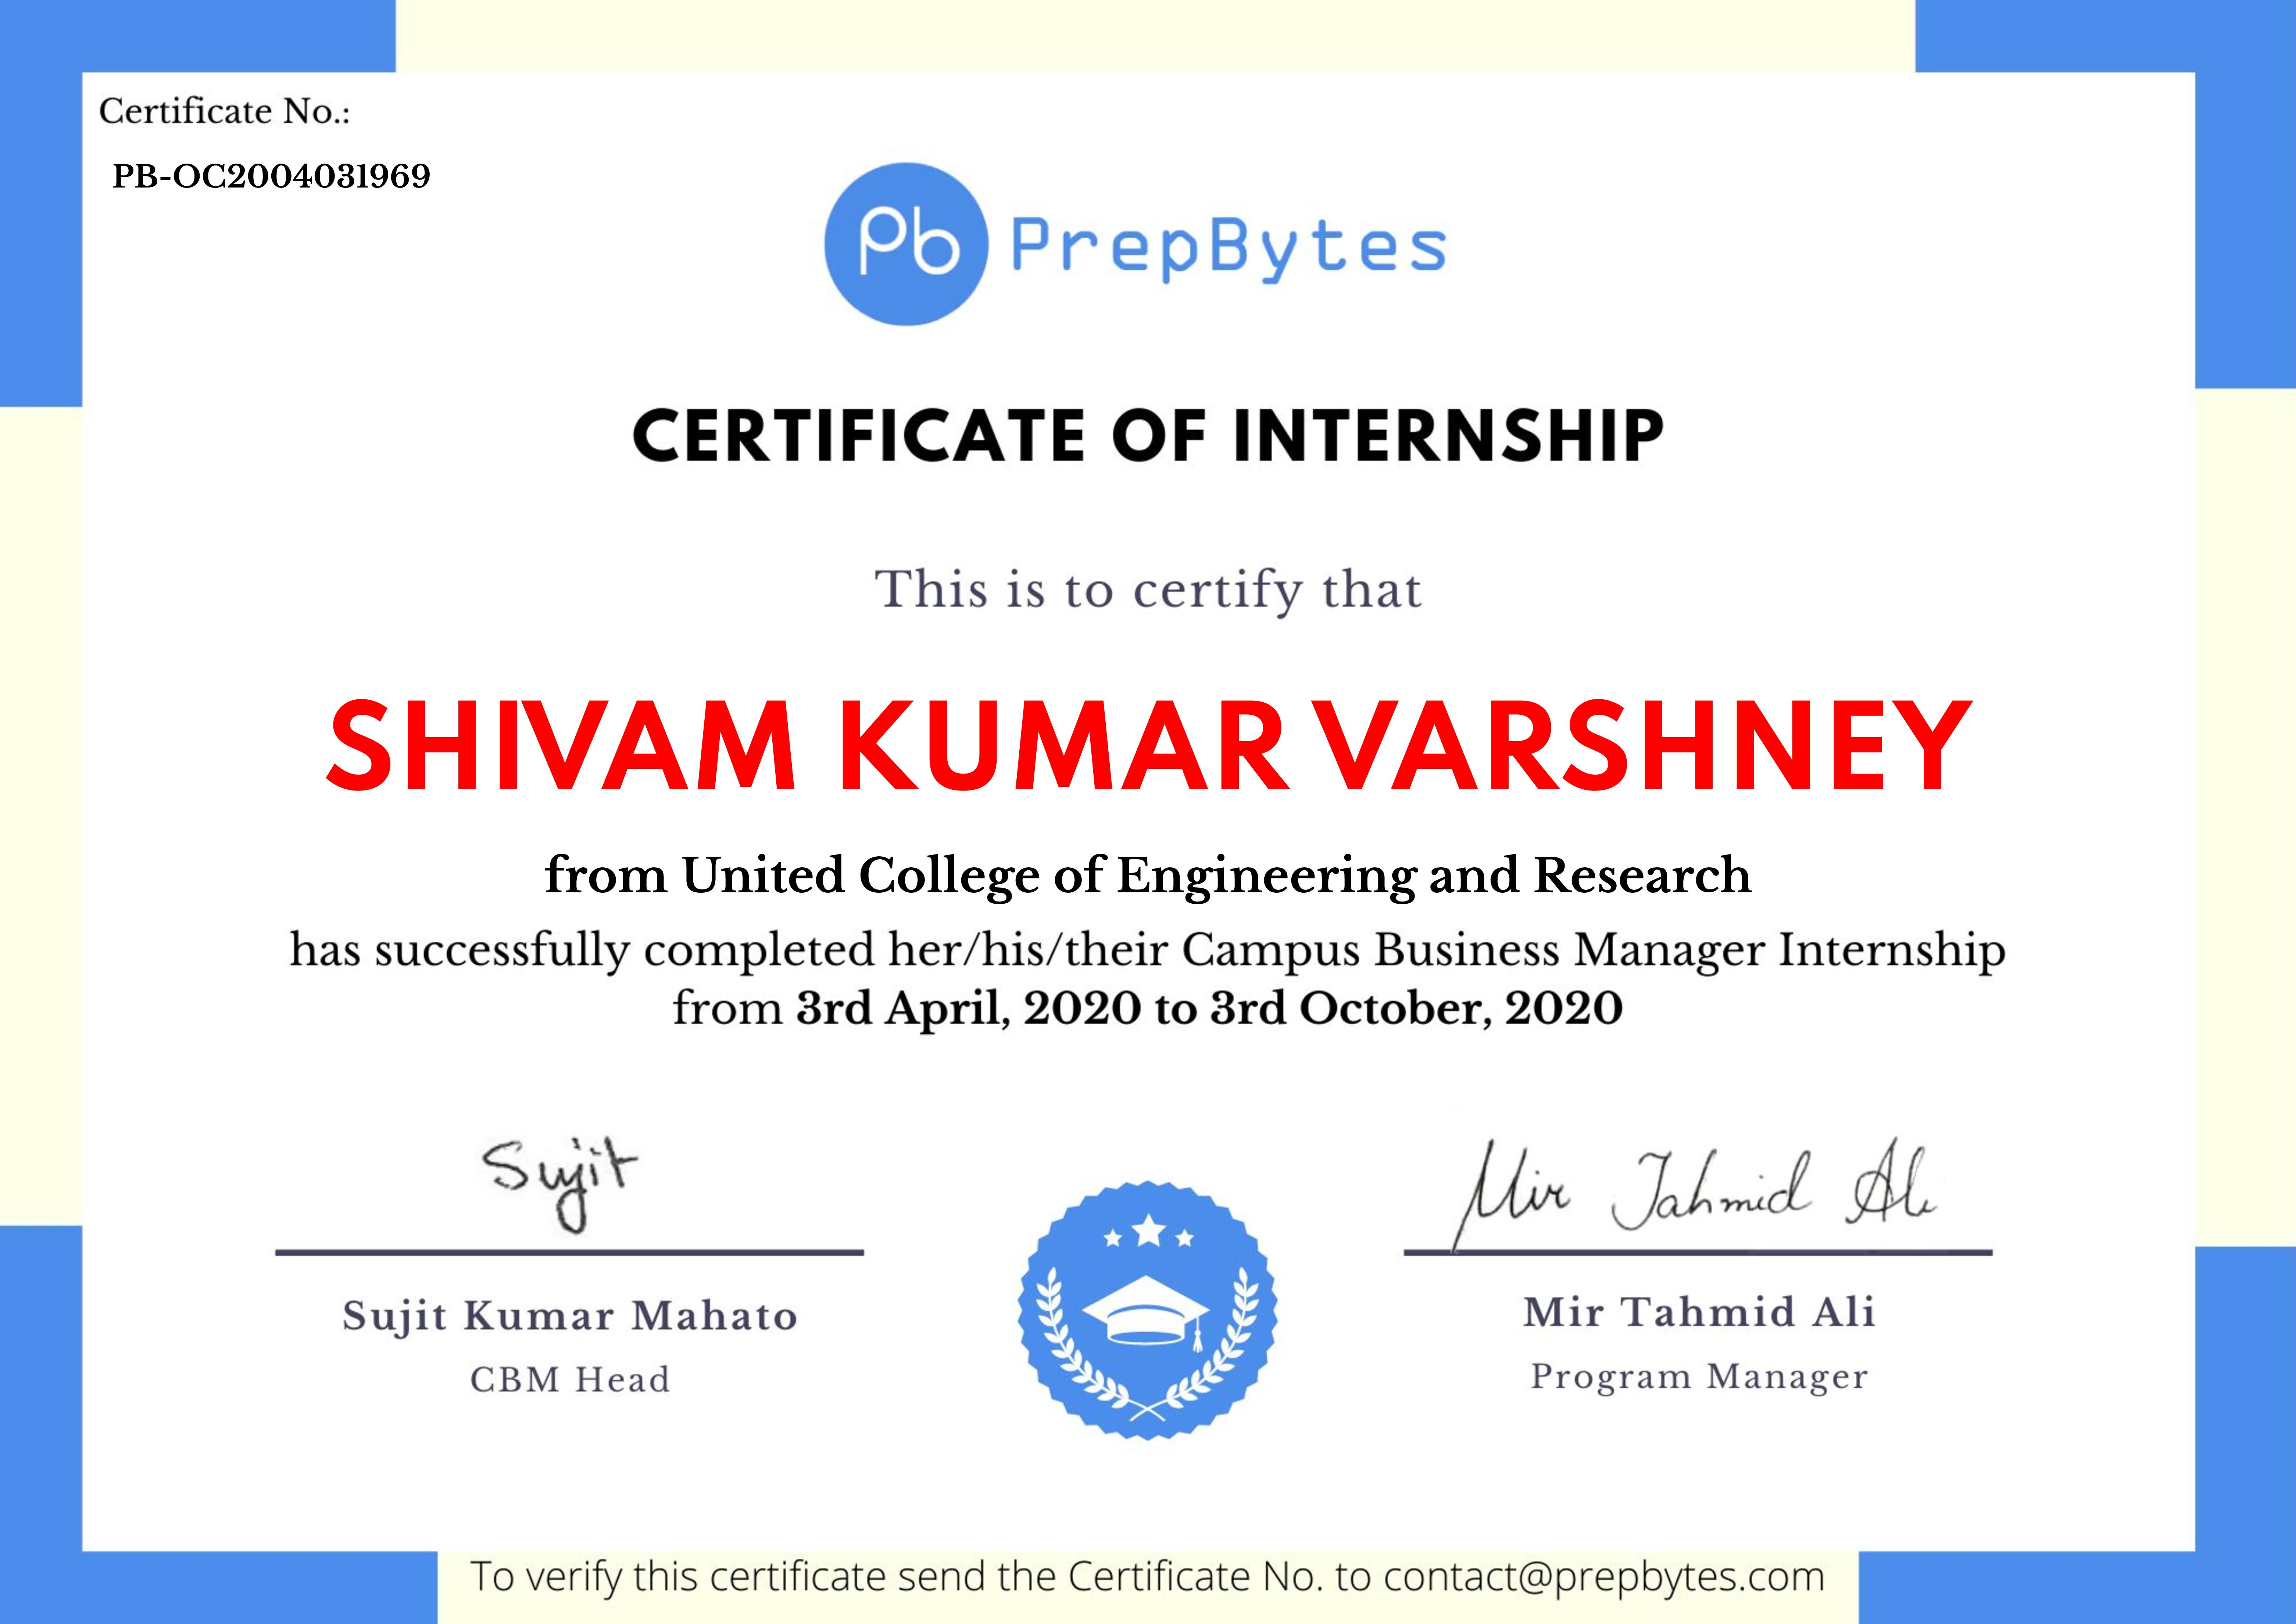 Certificate No.:
PB-OC2004031969
Pb PrepBytes
CERTIFICATE OF INTERNSHIP
This is to certify that
SHIVAM KUMAR VARSHNEY
from United College of Engineering and Research
has successfully completed her/his/their Campus Business Manager Internship
from 3rd April, 2020 to 3rd October, 2020
Sujit
Mir Tahmid Ali
Sujit Kumar Mahato
Mir Tahmid Ali
CBM Head
Program Manager
To verify this certificate send the Certificate No. to contact@prepbytes.com